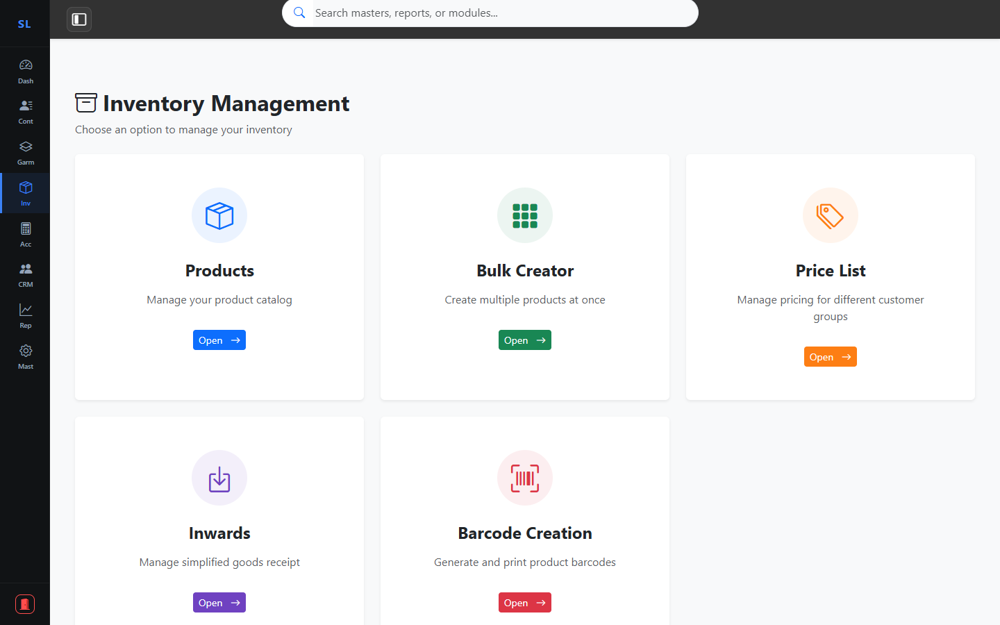 SL
Search masters, reports, or modules...
Dash
Cont
Garm
Inv
Acc
CRM
Rep
Mast
Inventory Management
Choose an option to manage your inventory
Products
Manage your product catalog
Open
Bulk Creator
Create multiple products at once
Open
Price List
Manage pricing for different customer
groups
Open
Inwards
Manage simplified goods receipt
Open
Barcode Creation
Generate and print product barcodes
Open